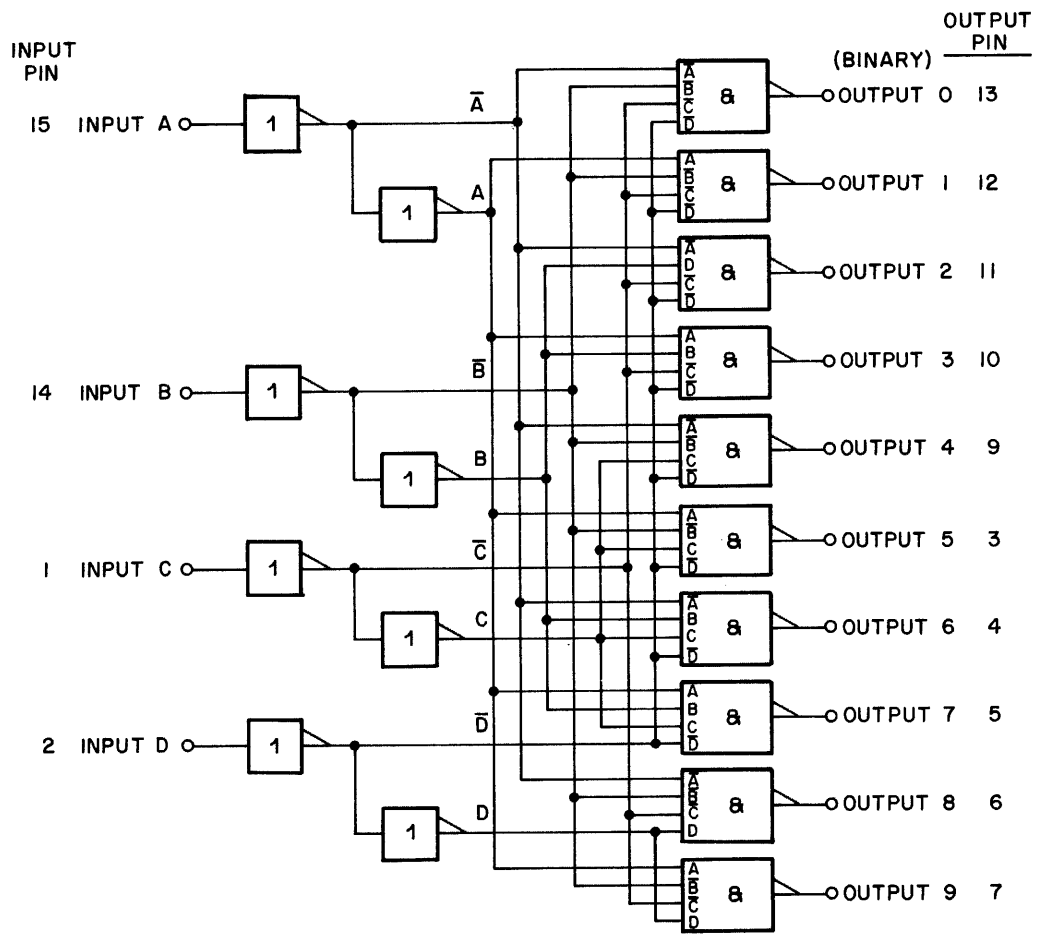 INPUT PIN
(BINARY)
OUTPUT PIN
15 INPUT A
1
A̅
1
A
14 INPUT B
1
B̅
1
B
1 INPUT C
1
C̅
1
C
2 INPUT D
1
D̅
1
D
A̅
B̅
C̅
D̅
&
OUTPUT 0 13
A
B̅
C̅
D̅
&
OUTPUT 1 12
A̅
D
C̅
D̅
&
OUTPUT 2 11
A
B
C̅
D̅
&
OUTPUT 3 10
A̅
B̅
C
D̅
&
OUTPUT 4 9
A
B̅
C
D̅
&
OUTPUT 5 3
A̅
B
C
D̅
&
OUTPUT 6 4
A
B
C
D̅
&
OUTPUT 7 5
A̅
B̅
C̅
D
&
OUTPUT 8 6
A
B̅
C̅
D
&
OUTPUT 9 7